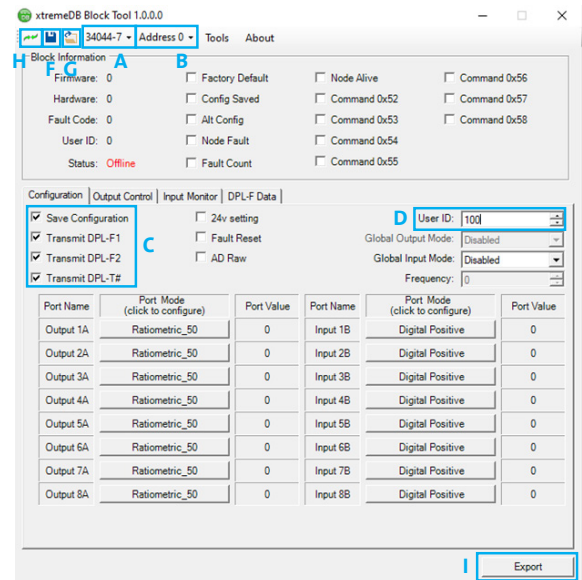 xtremeDB Block Tool 1.0.0.0
34044-7 Address 0 Tools About
H F G A B
Block Information
Firmware: 0 Factory Default Node Alive Command 0x56
Hardware: 0 Config Saved Command 0x52 Command 0x57
Fault Code: 0 Alt Config Command 0x53 Command 0x58
User ID: 0 Node Fault Command 0x54
Status: Offline Fault Count Command 0x55
Configuration Output Control Input Monitor DPL-F Data
Save Configuration 24v setting D User ID: 100
Transmit DPL-F1 C Fault Reset Global Output Mode: Disabled
Transmit DPL-F2 AD Raw Global Input Mode: Disabled
Transmit DPL-T# Frequency: 0
Port Name Port Mode (click to configure) Port Value Port Name Port Mode (click to configure) Port Value
Output 1A Ratiometric_50 0 Input 1B Digital Positive 0
Output 2A Ratiometric_50 0 Input 2B Digital Positive 0
Output 3A Ratiometric_50 0 Input 3B Digital Positive 0
Output 4A Ratiometric_50 0 Input 4B Digital Positive 0
Output 5A Ratiometric_50 0 Input 5B Digital Positive 0
Output 6A Ratiometric_50 0 Input 6B Digital Positive 0
Output 7A Ratiometric_50 0 Input 7B Digital Positive 0
Output 8A Ratiometric_50 0 Input 8B Digital Positive 0
I Export